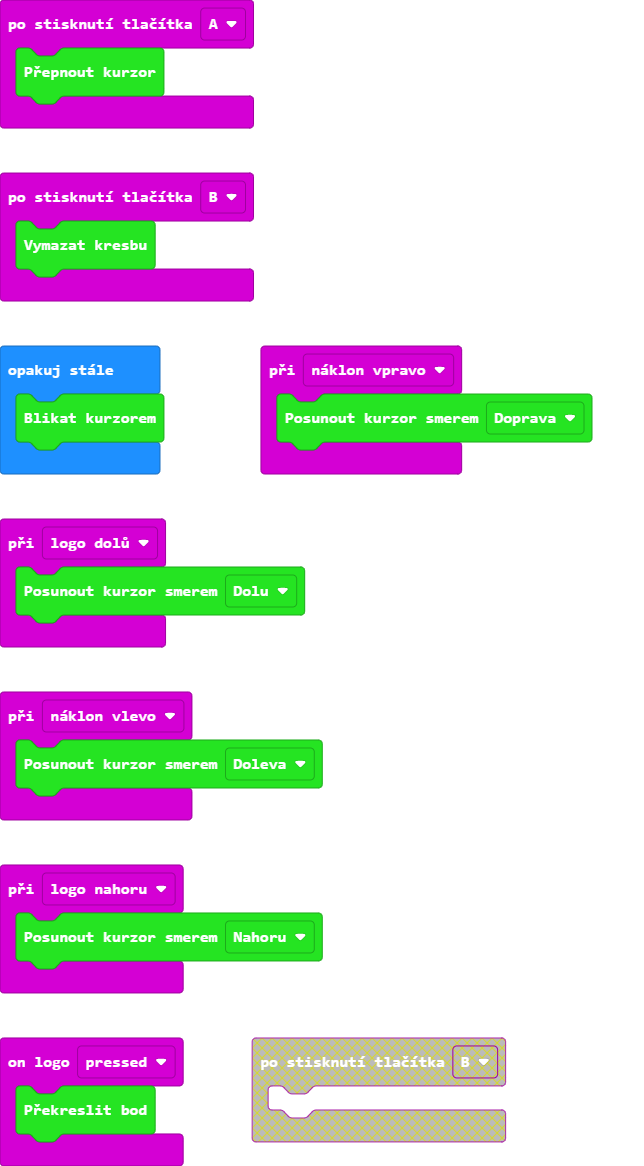 po stisknutí tlačítka A
Přepnout kurzor
po stisknutí tlačítka B
Vymazat kresbu
opakuj stále
Blikat kurzorem
při náklon vpravo
Posunout kurzor smerem Doprava
při logo dolů
Posunout kurzor smerem Dolu
při náklon vlevo
Posunout kurzor smerem Doleva
při logo nahoru
Posunout kurzor smerem Nahoru
on logo pressed
Překreslit bod
po stisknutí tlačítka B